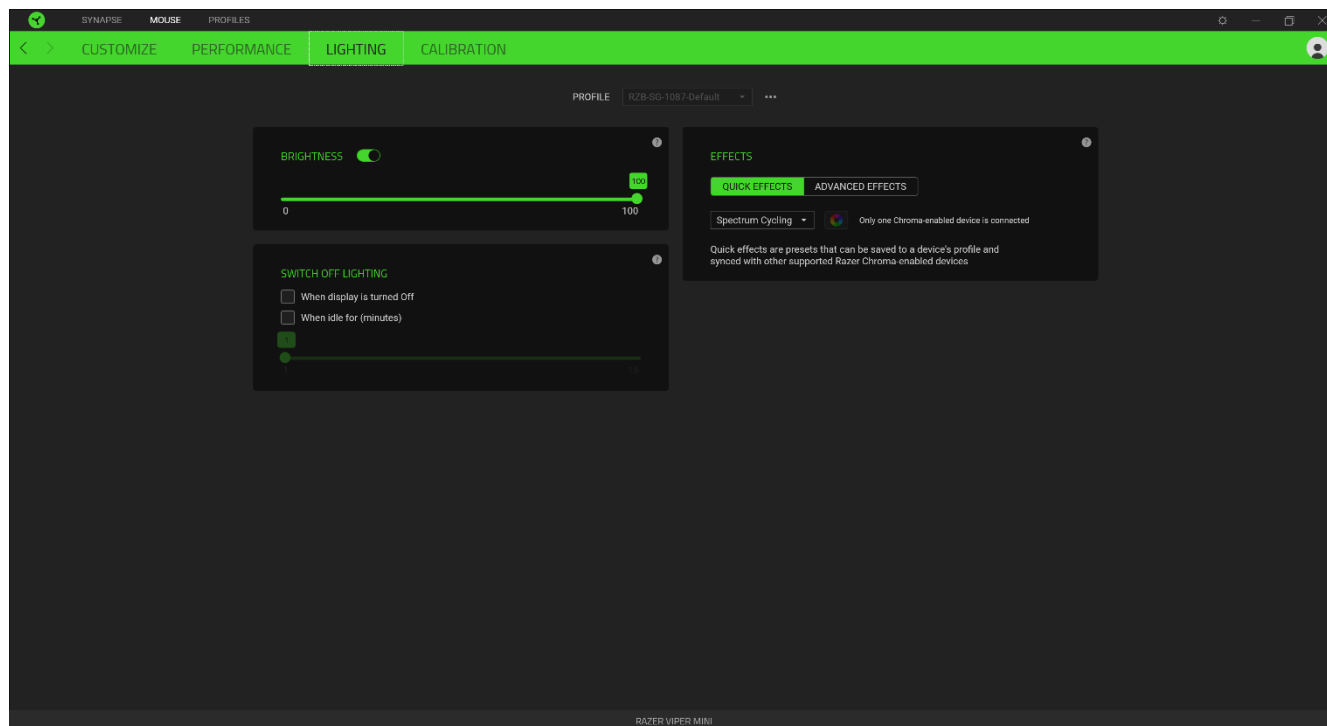 SYNAPSE MOUSE PROFILES
CUSTOMIZE PERFORMANCE LIGHTING CALIBRATION
PROFILE RZB-SG-1087-Default
BRIGHTNESS
100
0 100
SWITCH OFF LIGHTING
When display is turned Off
When idle for (minutes)
1
1 15
EFFECTS
QUICK EFFECTS ADVANCED EFFECTS
Spectrum Cycling Only one Chroma-enabled device is connected
Quick effects are presets that can be saved to a device's profile and
synced with other supported Razer Chroma-enabled devices
RAZER VIPER MINI